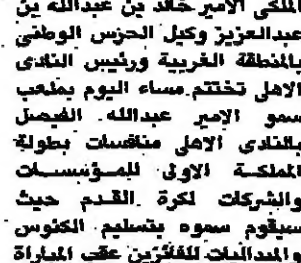 الملكي الأمير خالد بن عبدالله بن
عبدالعزيز وكيل الحرس الوطني
بالمنطقة الغربية ورئيس النادي
الاهلي تختتم مساء اليوم بملعب
سمو الامير عبدالله الفيصل
بالنادي الاهلي منافسات بطولة
المملكة الاولى للمؤسسات
والشركات لكرة القدم حيث
سيقوم سموه بتسليم الكئوس
والميداليات للفائزين عقب المباراة